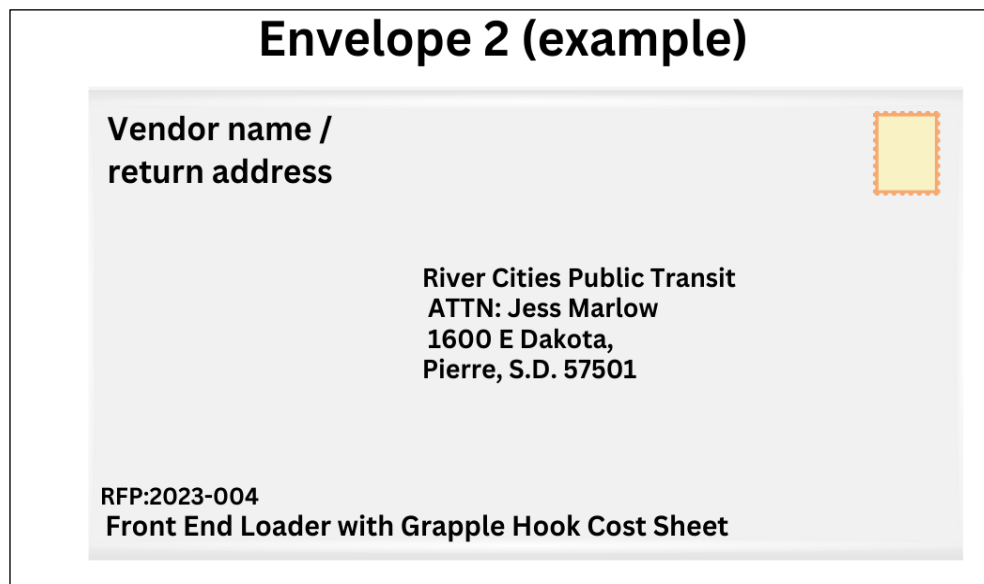 Envelope 2 (example)
Vendor name /
return address
River Cities Public Transit
ATTN: Jess Marlow
1600 E Dakota,
Pierre, S.D. 57501
RFP:2023-004
Front End Loader with Grapple Hook Cost Sheet